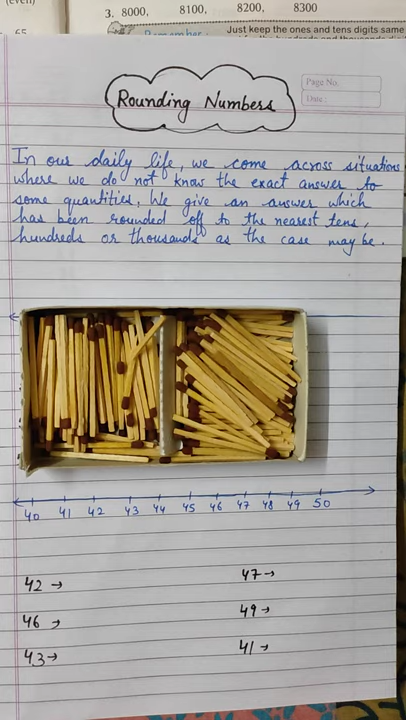 (even)
3. 8000, 8100, 8200, 8300
65
Remember: Just keep the ones and tens digits same
Rounding Numbers
Page No.
Date:
In our daily life, we come across situations
where we do not know the exact answer to
some quantities, We give an answer which
has been rounded off to the nearest tens,
hundreds or thousands as the case may be.
40 41 42 43 44 45 46 47 48 49 50
42 → 47 →
46 → 49 →
43 → 41 →